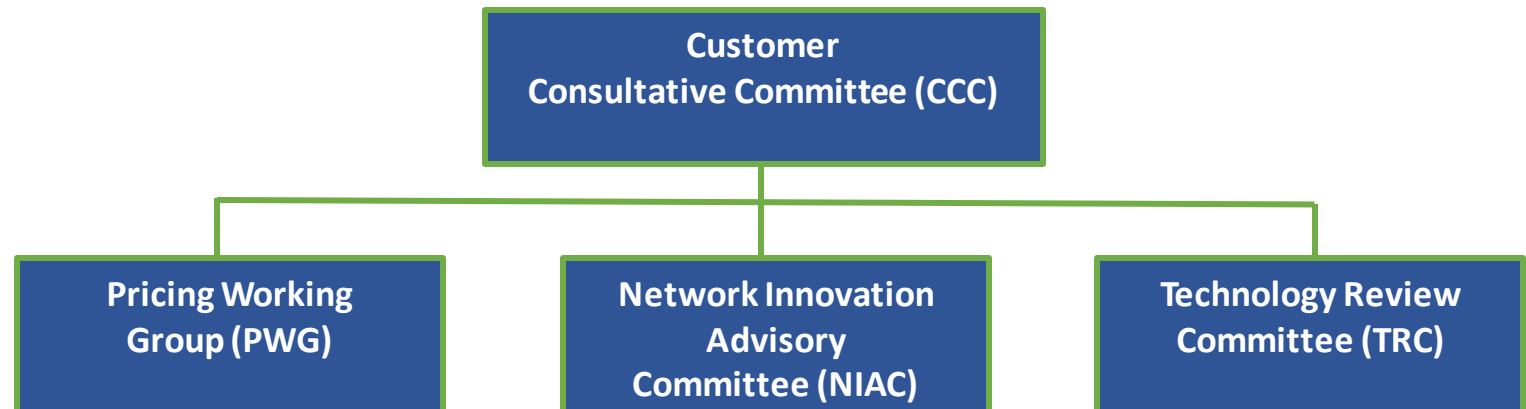 Customer
Consultative Committee (CCC)
Pricing Working
Group (PWG)
Network Innovation
Advisory
Committee (NIAC)
Technology Review
Committee (TRC)